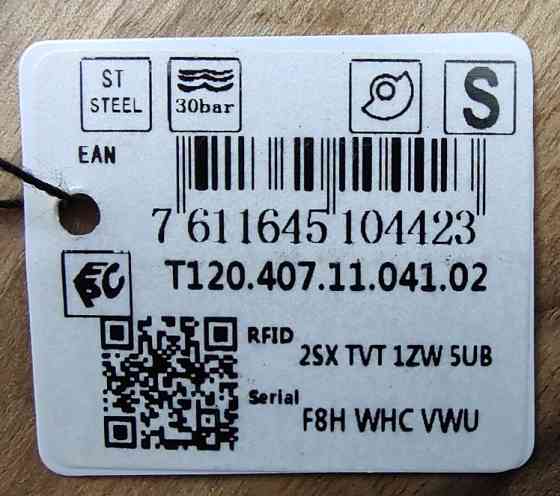 ST
STEEL
30bar
S
EAN
7 611645 104423
T120.407.11.041.02
RFID 2SX TVT 1ZW 5UB
Serial F8H WHC VWU